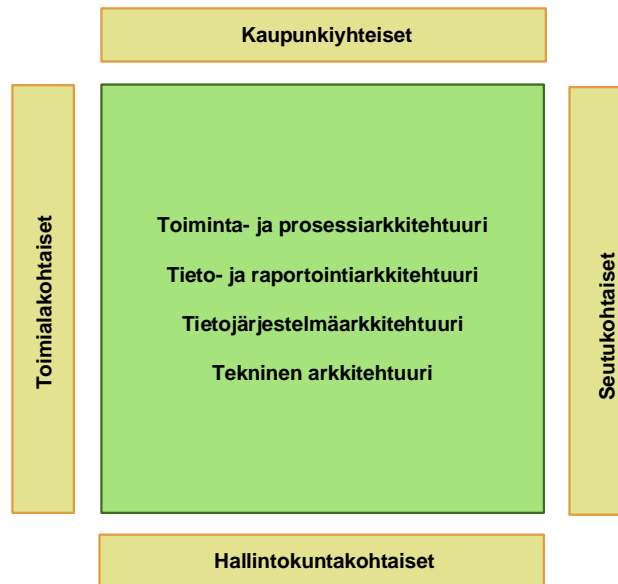 Kaupunkiyhteiset
Toimialakohtaiset
Toiminta- ja prosessiarkkitehtuuri
Tieto- ja raportointiarkkitehtuuri
Tietojärjestelmäarkkitehtuuri
Tekninen arkkitehtuuri
Seutukohtaiset
Hallintokuntakohtaiset